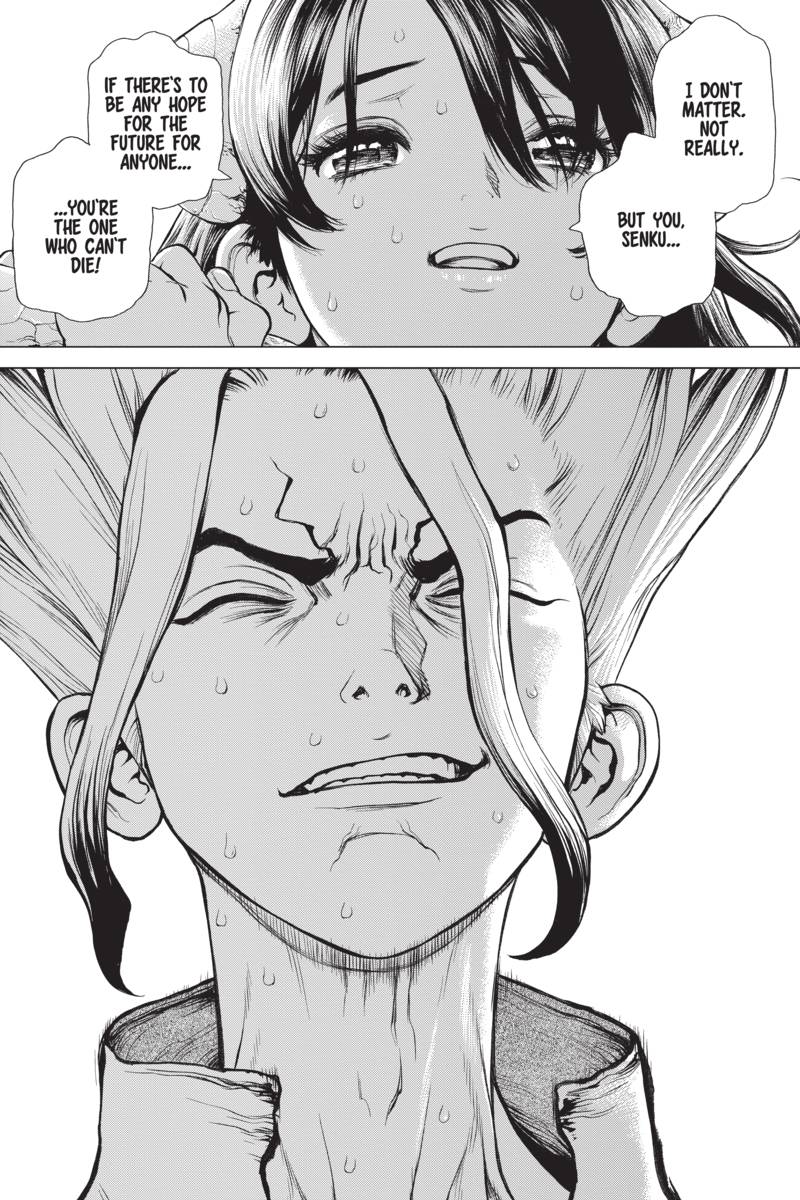 I DON'T
MATTER.
NOT
REALLY.
BUT YOU,
SENKU...
IF THERE'S TO
BE ANY HOPE
FOR THE
FUTURE FOR
ANYONE...
...YOU'RE
THE ONE
WHO CAN'T
DIE!